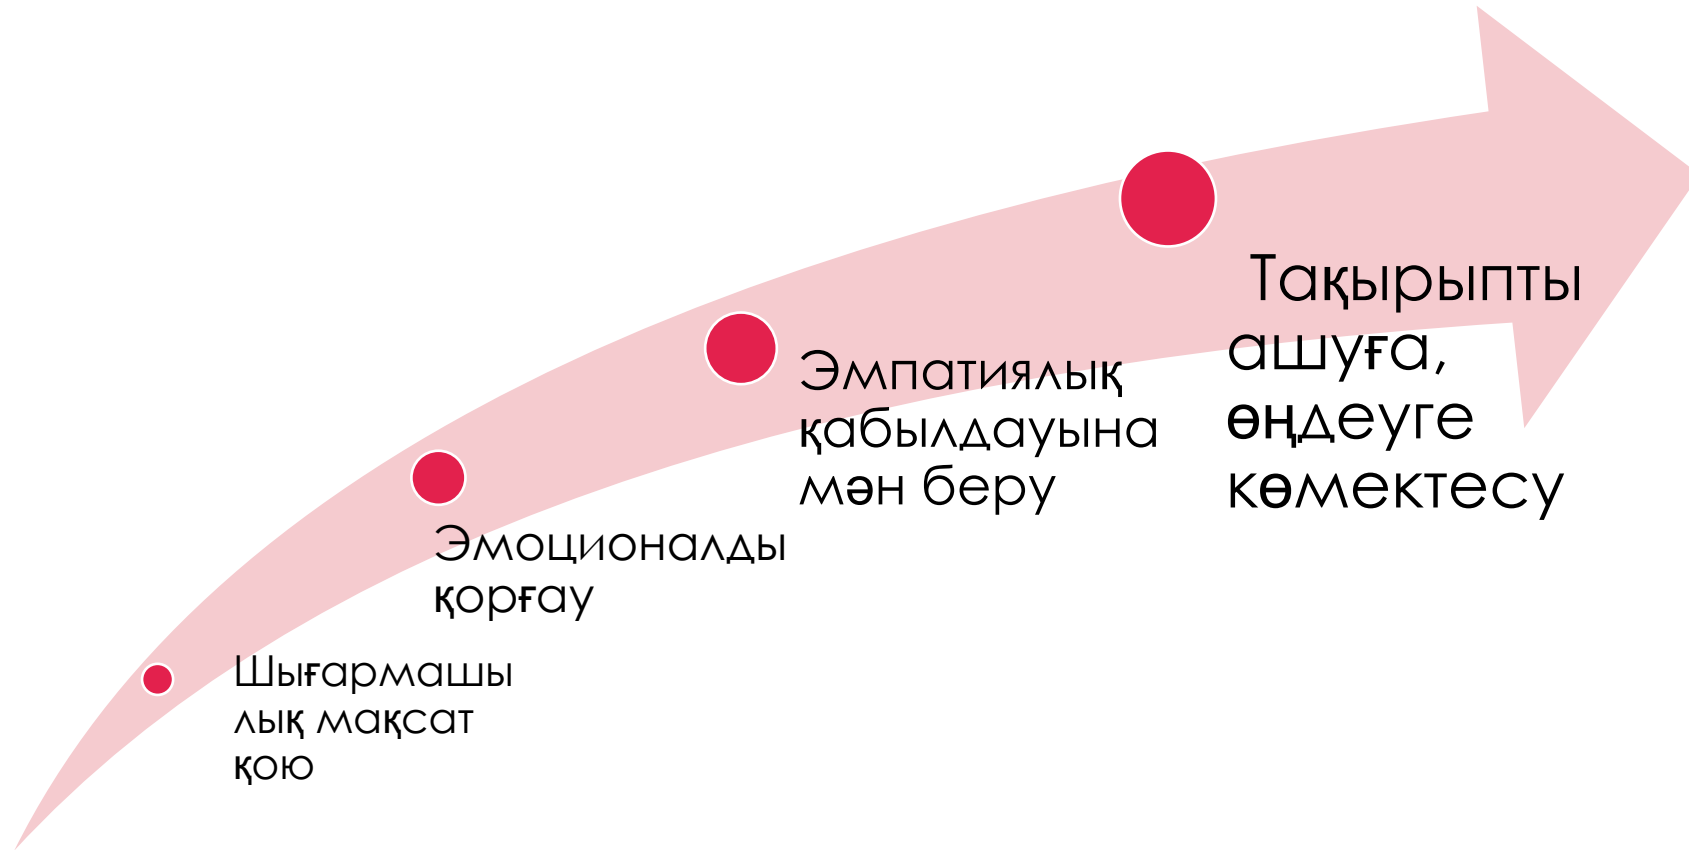 Шығармашы
лық мақсат
қою
Эмоционалды
қорғау
Эмпатиялық
қабылдауына
мән беру
Тақырыпты
ашуға,
өңдеуге
көмектесу